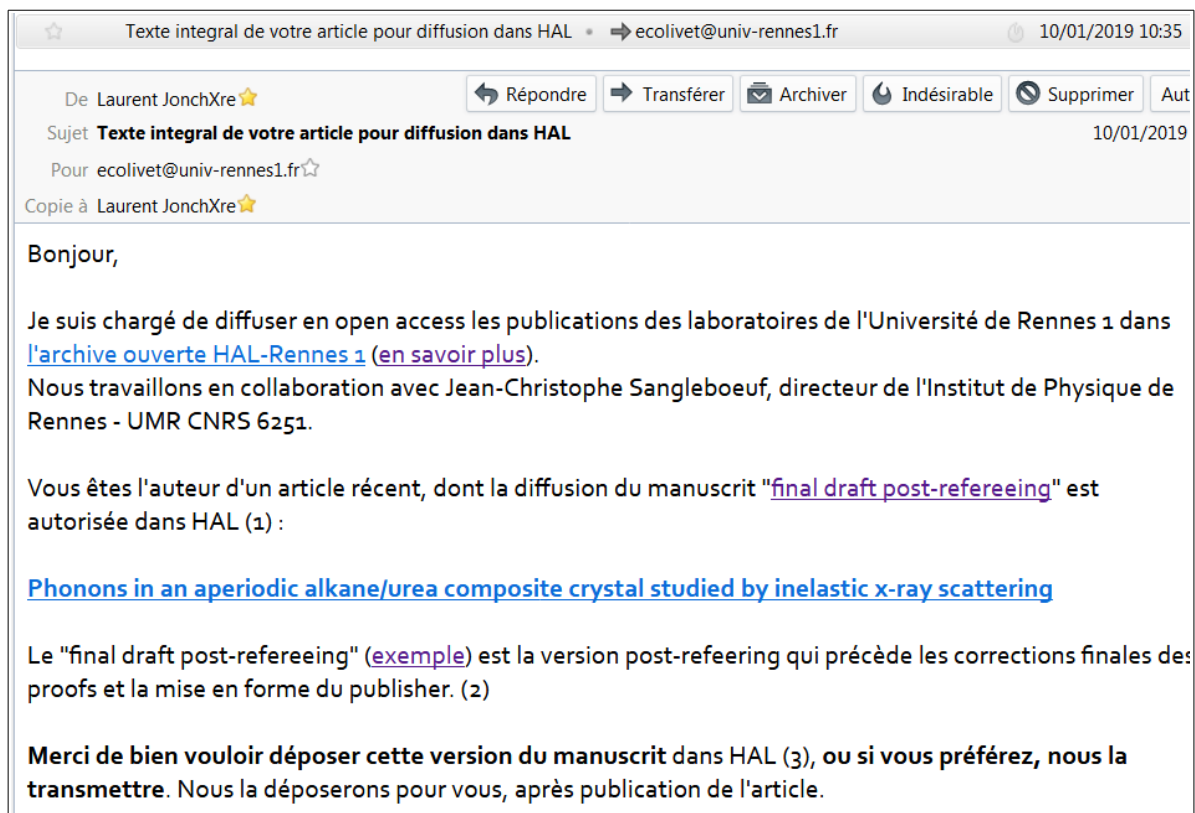 Texte integral de votre article pour diffusion dans HAL • ecolivet@univ-rennes1.fr 10/01/2019 10:35
De Laurent JonchXre Répondre Transférer Archiver Indésirable Supprimer Aut
Sujet Texte integral de votre article pour diffusion dans HAL 10/01/2019
Pour ecolivet@univ-rennes1.fr
Copie à Laurent JonchXre
Bonjour,
Je suis chargé de diffuser en open access les publications des laboratoires de l'Université de Rennes 1 dans
l'archive ouverte HAL-Rennes 1 (en savoir plus).
Nous travaillons en collaboration avec Jean-Christophe Sangleboeuf, directeur de l'Institut de Physique de
Rennes - UMR CNRS 6251.
Vous êtes l'auteur d'un article récent, dont la diffusion du manuscrit "final draft post-refereeing" est
autorisée dans HAL (1) :
Phonons in an aperiodic alkane/urea composite crystal studied by inelastic x-ray scattering
Le "final draft post-refereeing" (exemple) est la version post-refeering qui précède les corrections finales des
proofs et la mise en forme du publisher. (2)
Merci de bien vouloir déposer cette version du manuscrit dans HAL (3), ou si vous préférez, nous la
transmettre. Nous la déposerons pour vous, après publication de l'article.